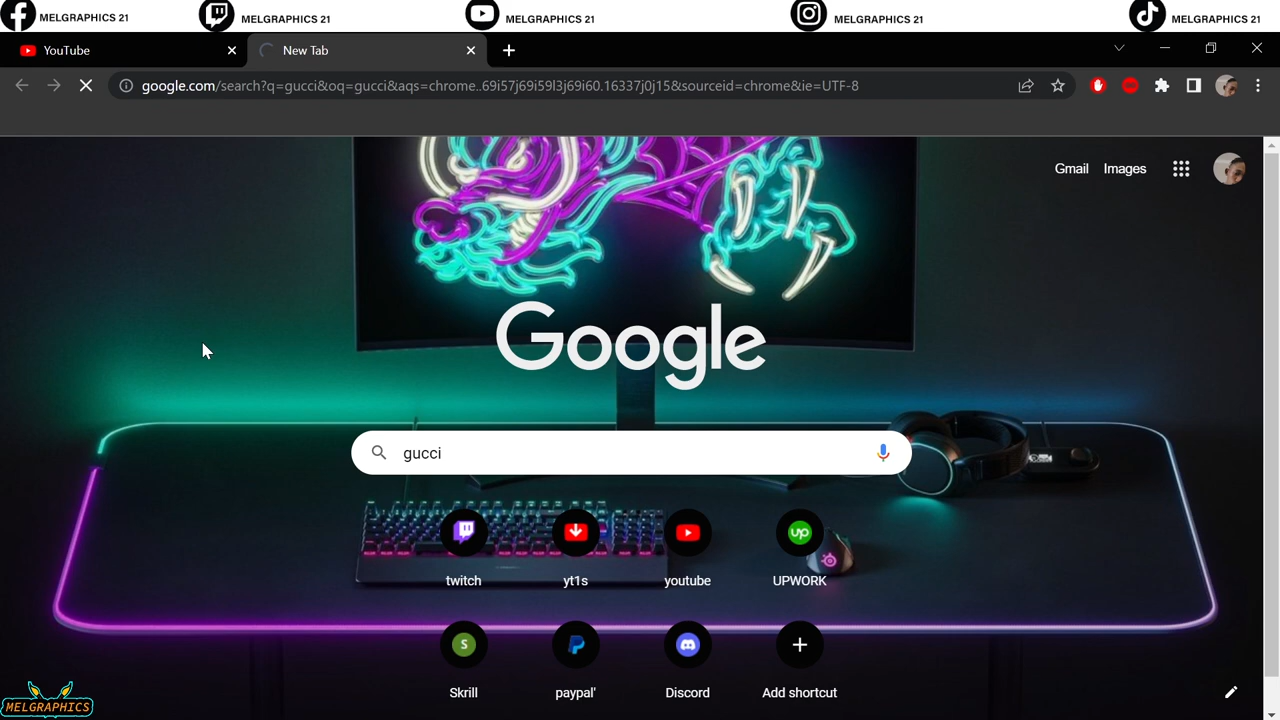 MELGRAPHICS 21 MELGRAPHICS 21 MELGRAPHICS 21 MELGRAPHICS 21 MELGRAPHICS 21
YouTube New Tab
google.com/search?q=gucci&oq=gucci&aqs=chrome..69i57j69i59l3j69i60.16337j0j15&sourceid=chrome&ie=UTF-8
Gmail Images
Google
gucci
up
twitch yt1s youtube UPWORK
S
Skrill paypal' Discord Add shortcut
MELGRAPHICS